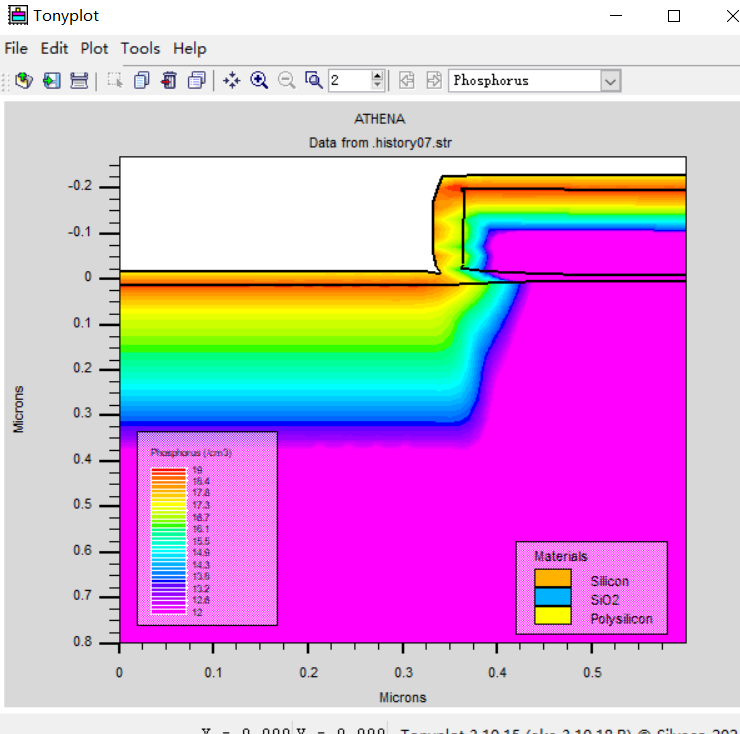 Tonyplot
File Edit Plot Tools Help
2 Phosphorus
ATHENA
Data from .history07.str
-0.2
-0.1
0
0.1
0.2
0.3
0.4
0.5
0.6
0.7
0.8
Microns
Phosphorus (/cm3)
19
18.4
17.8
17.3
16.7
16.1
15.5
14.9
14.3
13.8
13.2
12.6
12
Materials
Silicon
SiO2
Polysilicon
0 0.1 0.2 0.3 0.4 0.5
Microns